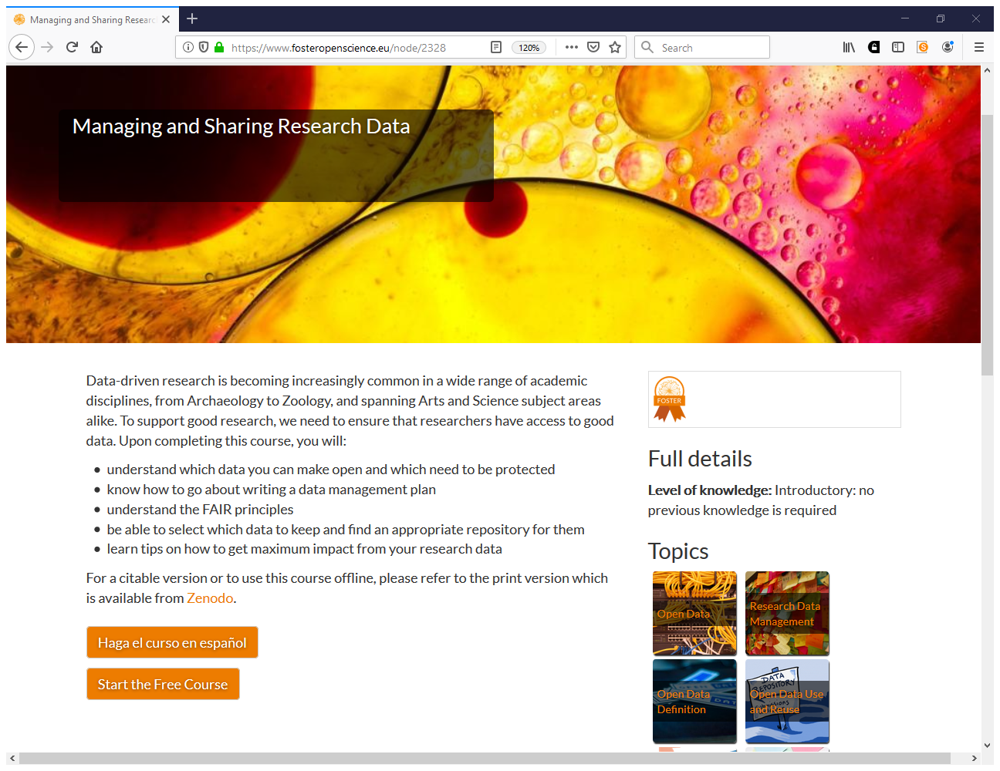 Managing and Sharing Researc
https://www.fosteropenscience.eu/node/2328
120%
Search
Managing and Sharing Research Data
Data-driven research is becoming increasingly common in a wide range of academic
disciplines, from Archaeology to Zoology, and spanning Arts and Science subject areas
alike. To support good research, we need to ensure that researchers have access to good
data. Upon completing this course, you will:
• understand which data you can make open and which need to be protected
• know how to go about writing a data management plan
• understand the FAIR principles
• be able to select which data to keep and find an appropriate repository for them
• learn tips on how to get maximum impact from your research data
For a citable version or to use this course offline, please refer to the print version which
is available from Zenodo.
Haga el curso en español
Start the Free Course
FOSTER
Full details
Level of knowledge: Introductory: no
previous knowledge is required
Topics
Open Data
Research Data
Management
Open Data
Definition
DATA
REPOSITORY
Open Data Use
and Reuse